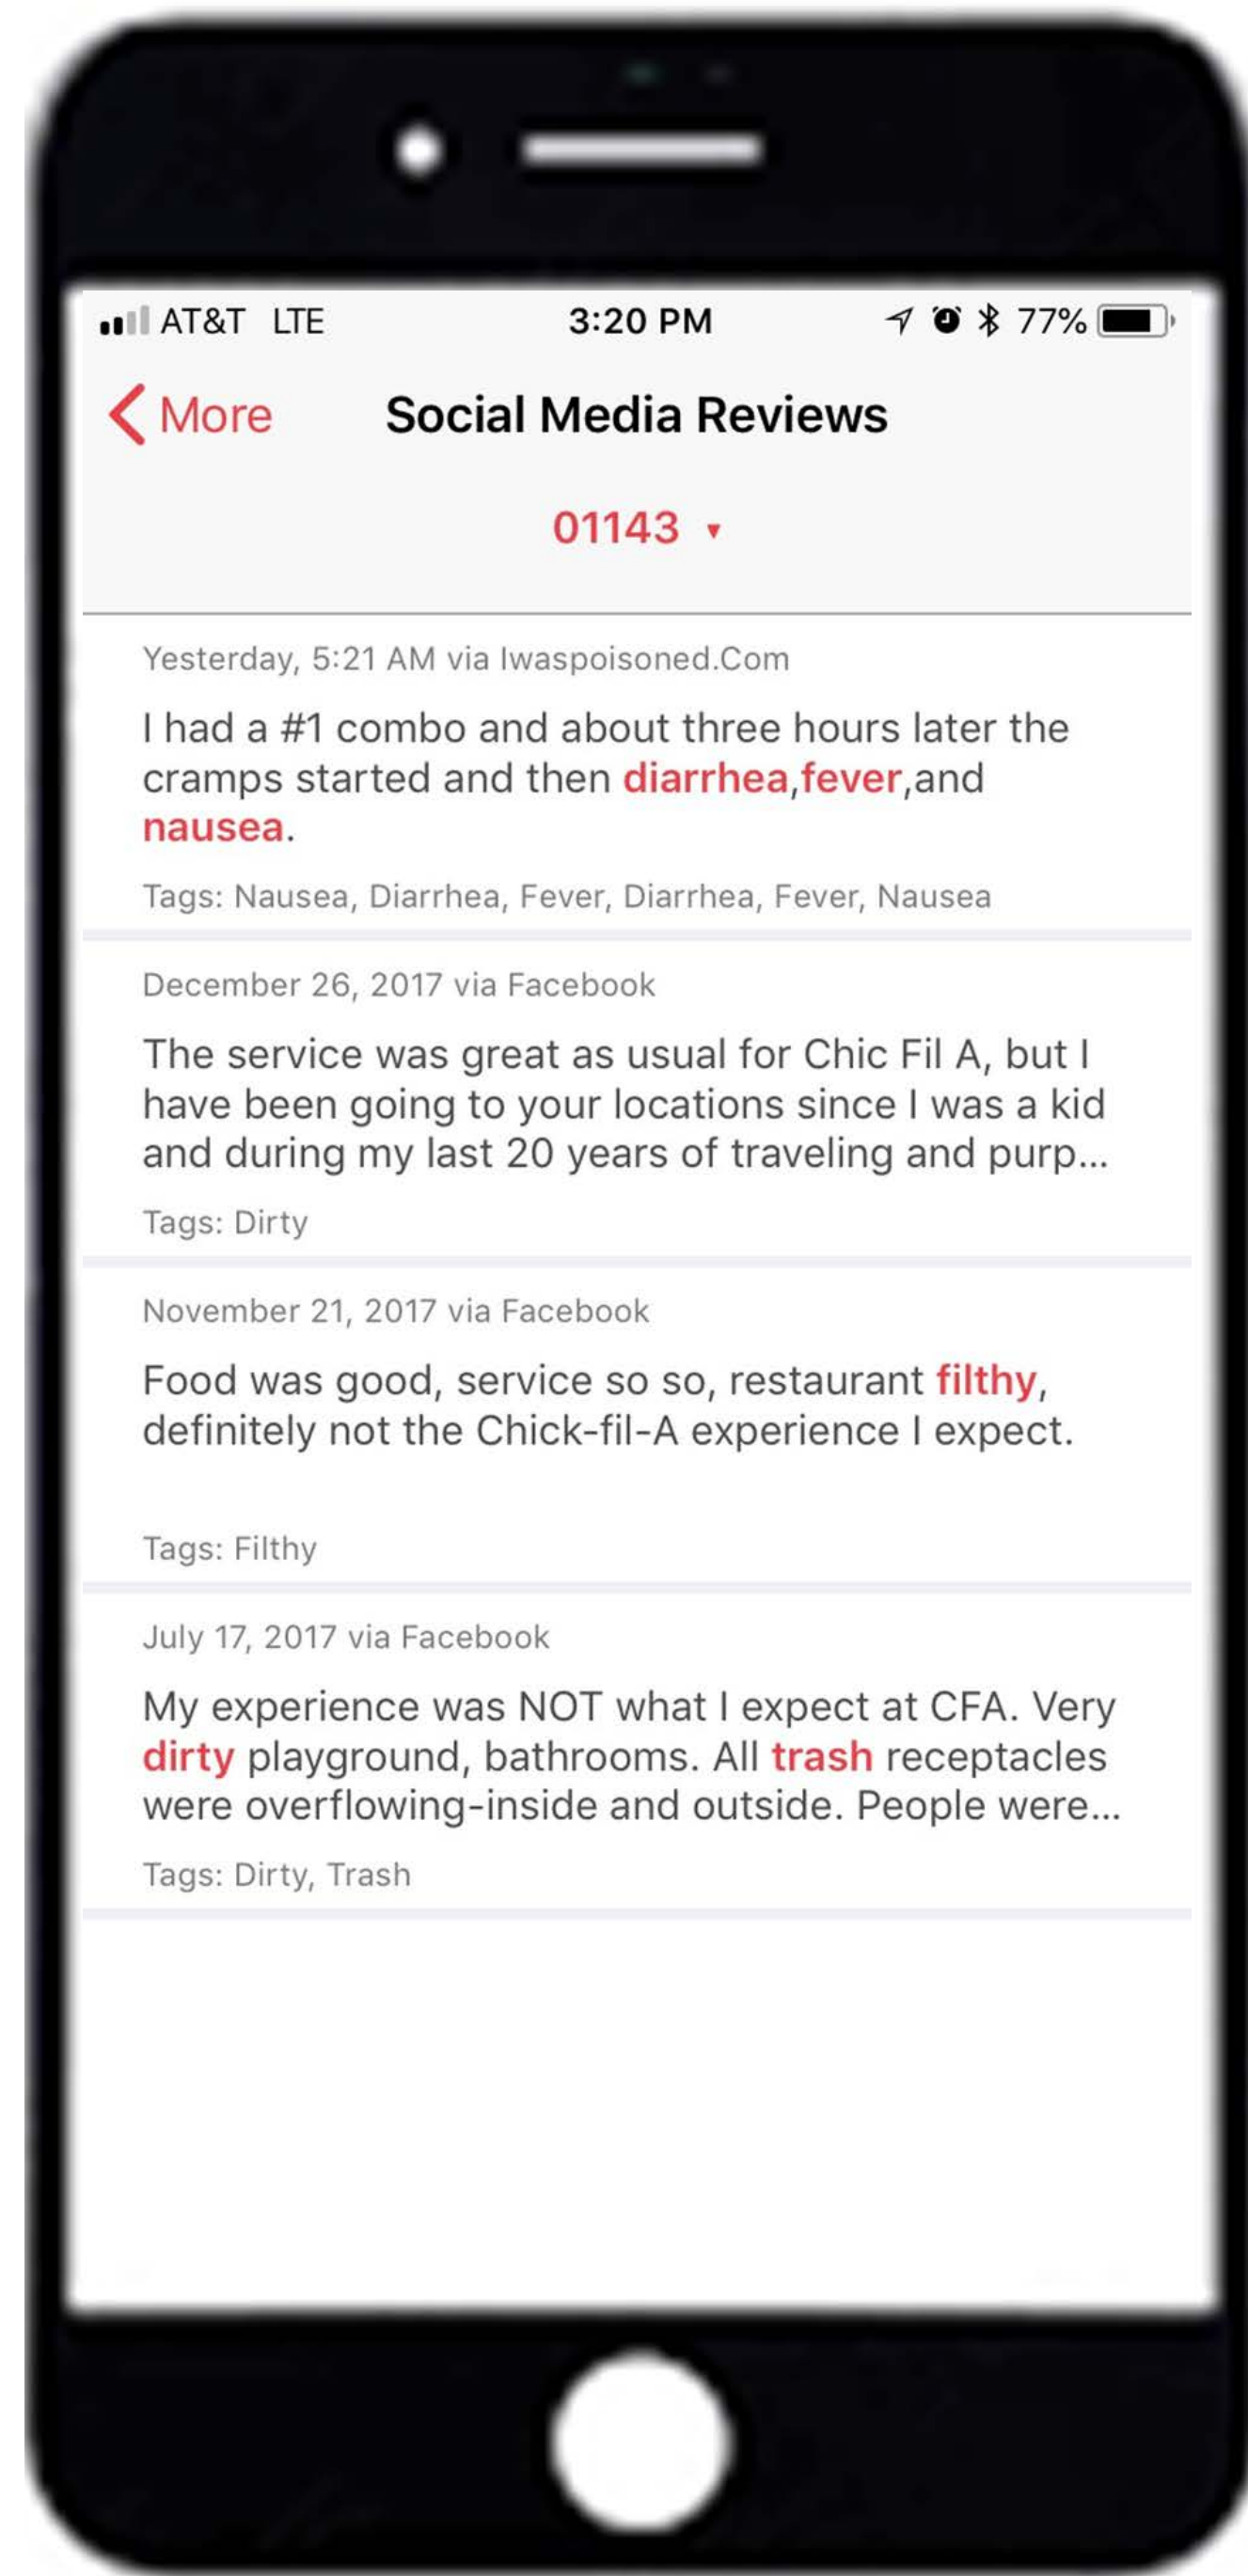 AT&T LTE 3:20 PM 77%
More Social Media Reviews
01143
Yesterday, 5:21 AM via Iwaspoisoned.Com
I had a #1 combo and about three hours later the
cramps started and then diarrhea,fever,and
nausea.
Tags: Nausea, Diarrhea, Fever, Diarrhea, Fever, Nausea
December 26, 2017 via Facebook
The service was great as usual for Chic Fil A, but I
have been going to your locations since I was a kid
and during my last 20 years of traveling and purp...
Tags: Dirty
November 21, 2017 via Facebook
Food was good, service so so, restaurant filthy,
definitely not the Chick-fil-A experience I expect.
Tags: Filthy
July 17, 2017 via Facebook
My experience was NOT what I expect at CFA. Very
dirty playground, bathrooms. All trash receptacles
were overflowing-inside and outside. People were...
Tags: Dirty, Trash